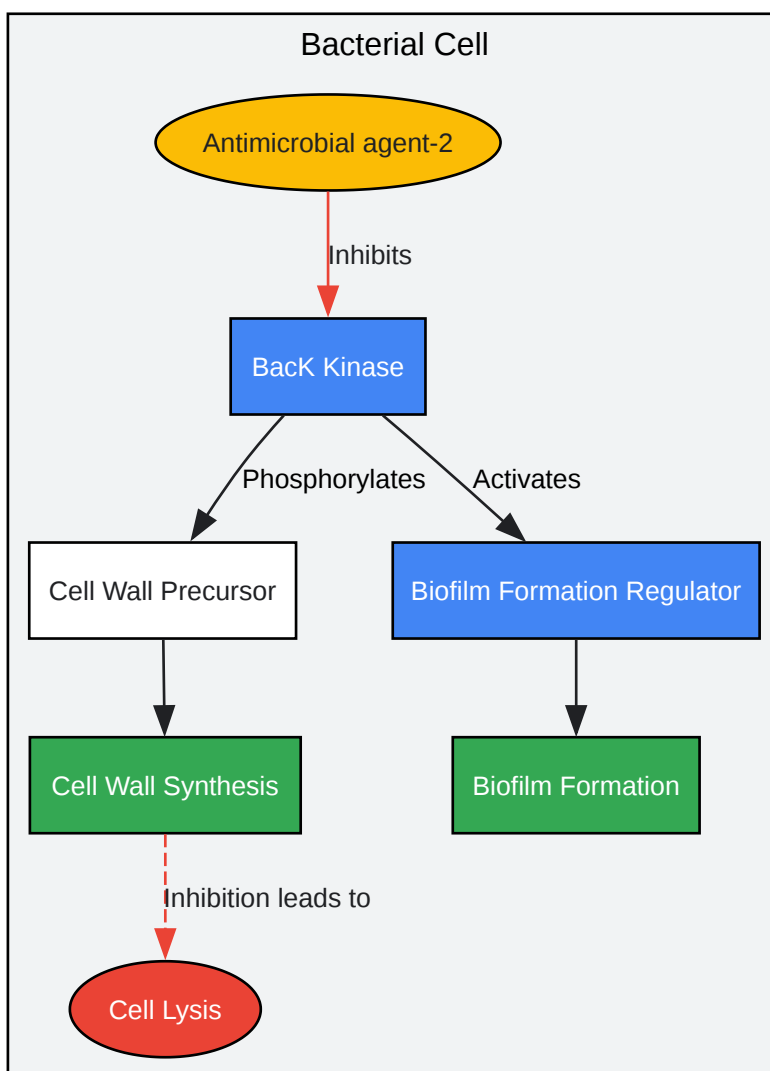 Bacterial Cell
Antimicrobial agent-2
Inhibits
BacK Kinase
Phosphorylates
Activates
Cell Wall Precursor
Biofilm Formation Regulator
Cell Wall Synthesis
Biofilm Formation
Inhibition leads to
Cell Lysis